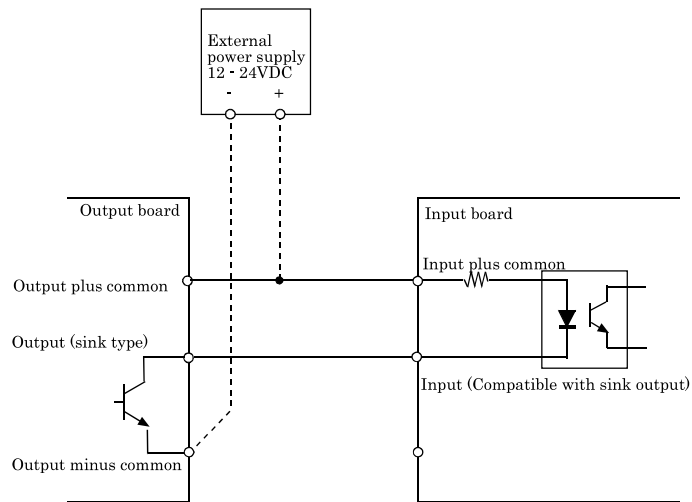 External
power supply
12 - 24VDC
- +
Output board
Input board
Input plus common
Output plus common
Output (sink type)
Input (Compatible with sink output)
Output minus common